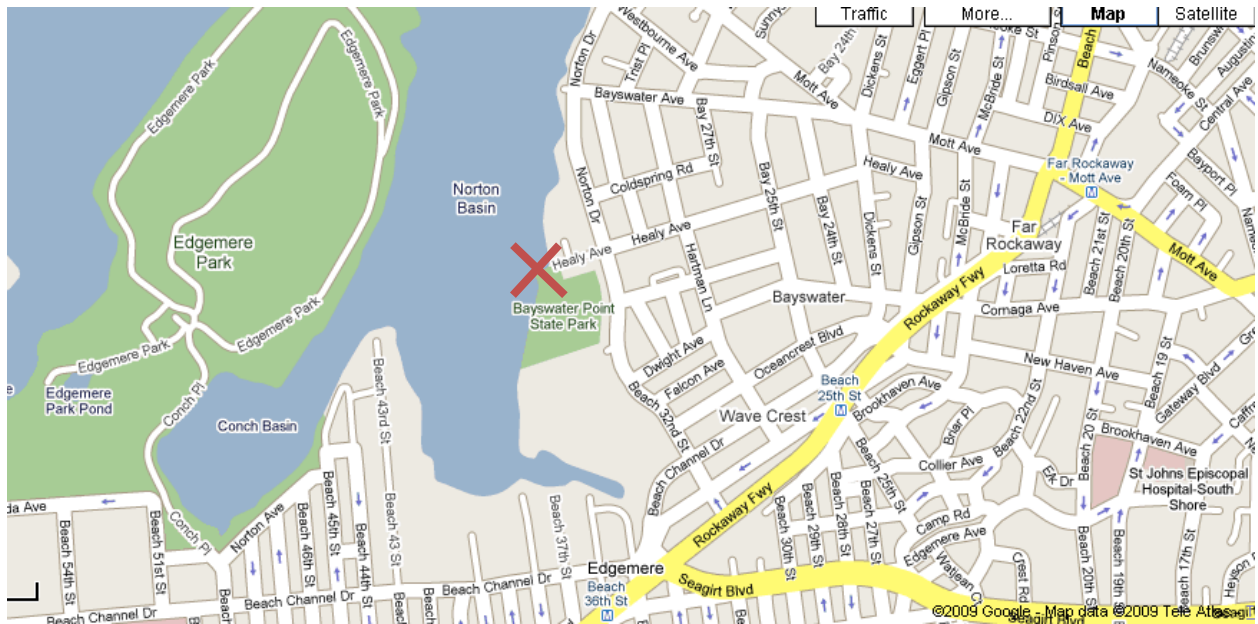 Traffic
More...
Map
Satellite
Westbourne Ave
Norton Dr
Trist Pl
Bay 24th
Mott Ave
Dickens St
Eggert Pl
Gipson St
McBride St
Pinson
Beach
Birdsall Ave
Nameoke St
Central Ave
Edgemere Park
Edgemere Park
Bayswater Ave
Bay 27th St
DIX Ave
Mott Ave
Far Rockaway
- Mott Ave
M
Bayport Pl
Foam Pl
Healy Ave
Coldspring Rd
Norton
Basin
Norton Dr
Bay 25th St
Bay 24th St
Dickens St
Gipson St
McBride St
Far
Rockaway
Beach 21st St
Beach 20th St
Mott Ave
Edgemere
Park
Healy Ave
Healy Ave
Hartman Ln
Loretta Rd
Bayswater
Rockaway Fwy
Cornaga Ave
Bayswater Point
State Park
Edgemere Park
Edgemere Park
Dwight Ave
Falcon Ave
Oceancrest Blvd
New Haven Ave
Beach 19th St
Gateway Blvd
Edgemere
Park Pond
Conch Pl
Beach 43rd St
Beach 32nd St
Beach
25th St
M
Brookhaven Ave
Beach 22nd St
Conch Basin
Wave Crest
Briar Pl
Brookhaven Ave
Beach Channel Dr
Beach 25th St
Collier Ave
Beach 20 St
St Johns Episcopal
Hospital-South
Shore
da Ave
Beach 54th St
Beach 51st St
Conch Pl
Norton Ave
Beach 46th St
Beach 45th St
Beach 44th St
Beach 43 St
Beach 37th St
Rockaway Fwy
Beach 30th St
Beach 29th St
Beach 28th St
Beach 27th St
Camp Rd
Edgemere Ave
Watjean Ct
Crest Rd
Beach 20th St
Beach 19th St
Beach 17th St
Heyson
Edgemere
Beach Channel Dr
Beach
36th St
M
Seagirt Blvd
Beach Channel Dr
Beach Channel Dr
©2009 Google - Map data ©2009 Tele Atlas
Seagirt Blvd